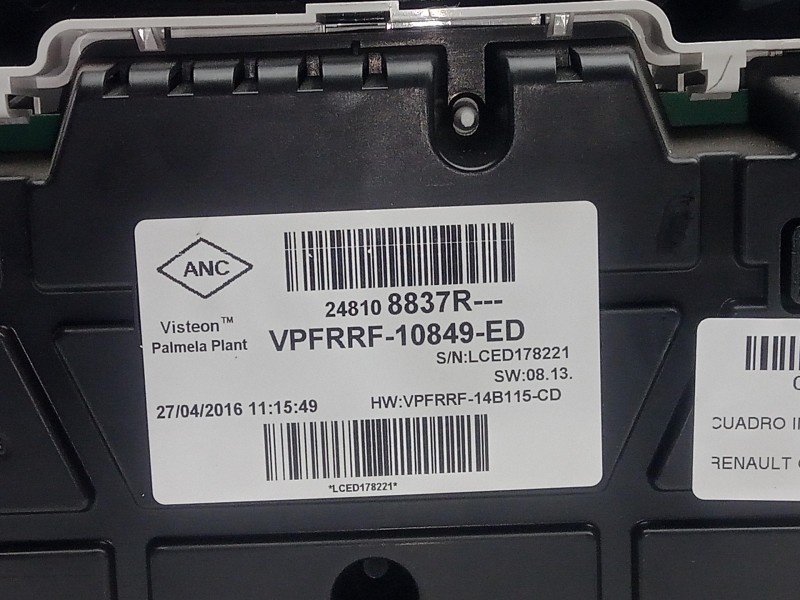 ANC
Visteon™
Palmela Plant
24810 8837R---
VPFRRF-10849-ED
S/N:LCED178221
SW:08.13.
27/04/2016 11:15:49
HW:VPFRRF-14B115-CD
*LCED178221*
CUADRO
RENAULT